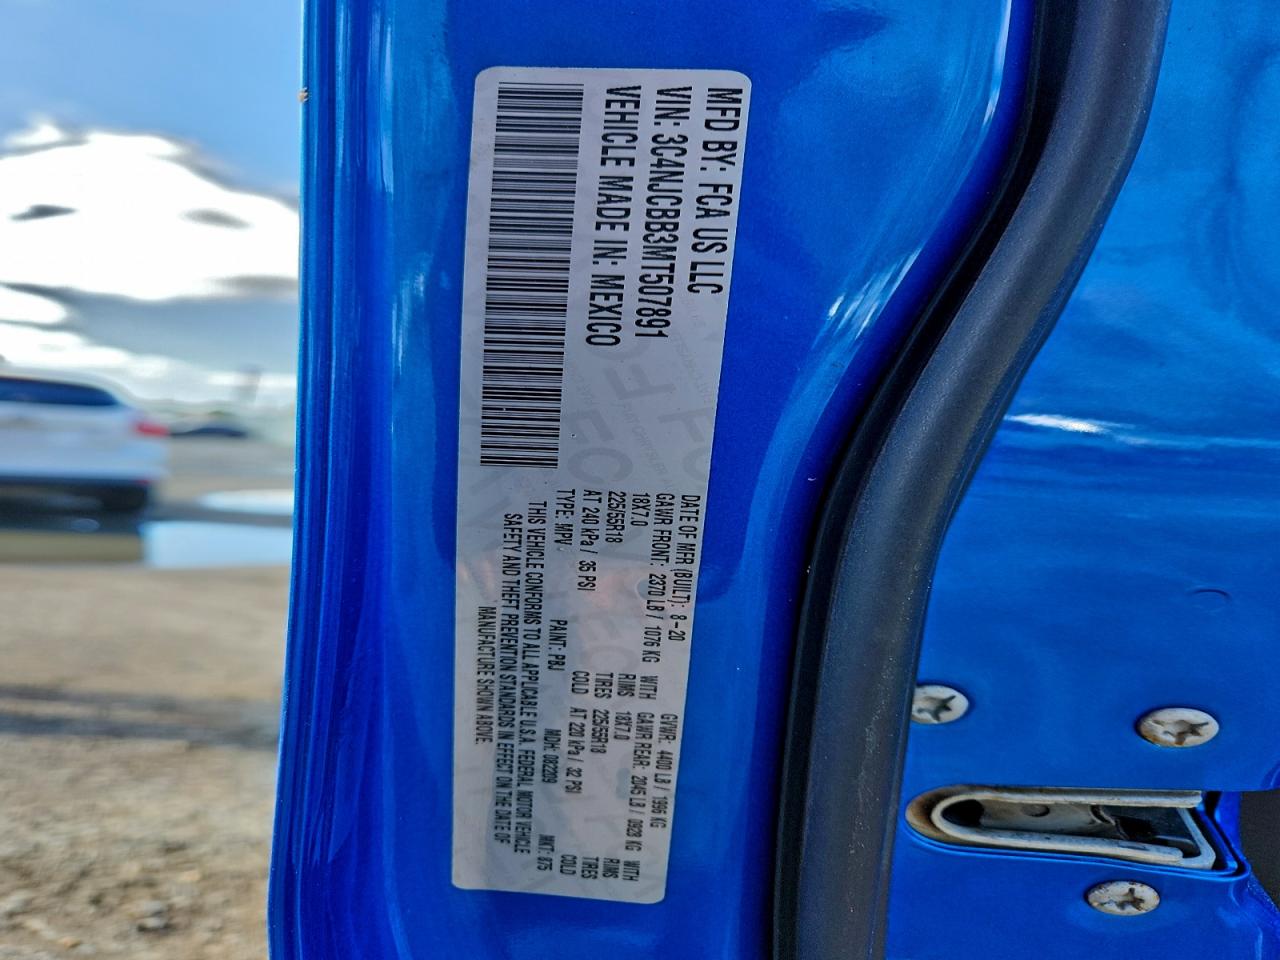 MFD BY: FCA US LLC
VIN: 3C4NJCBB3MT507891
VEHICLE MADE IN: MEXICO
DATE OF MFR (BUILT): 8-20 GVWR: 4400 LB / 1996 KG
GAWR FRONT: 2370 LB / 1076 KG WITH GAWR REAR: 2045 LB / 0928 KG WITH
18X7.0 RIMS 18X7.0 RIMS
225/55R18 TIRES 225/55R18 TIRES
AT 240 kPa / 35 PSI COLD AT 220 kPa / 32 PSI COLD
TYPE: MPV PAINT: PBJ MDH: 082209 MKT: 875
THIS VEHICLE CONFORMS TO ALL APPLICABLE U.S.A. FEDERAL MOTOR VEHICLE
SAFETY AND THEFT PREVENTION STANDARDS IN EFFECT ON THE DATE OF
MANUFACTURE SHOWN ABOVE.